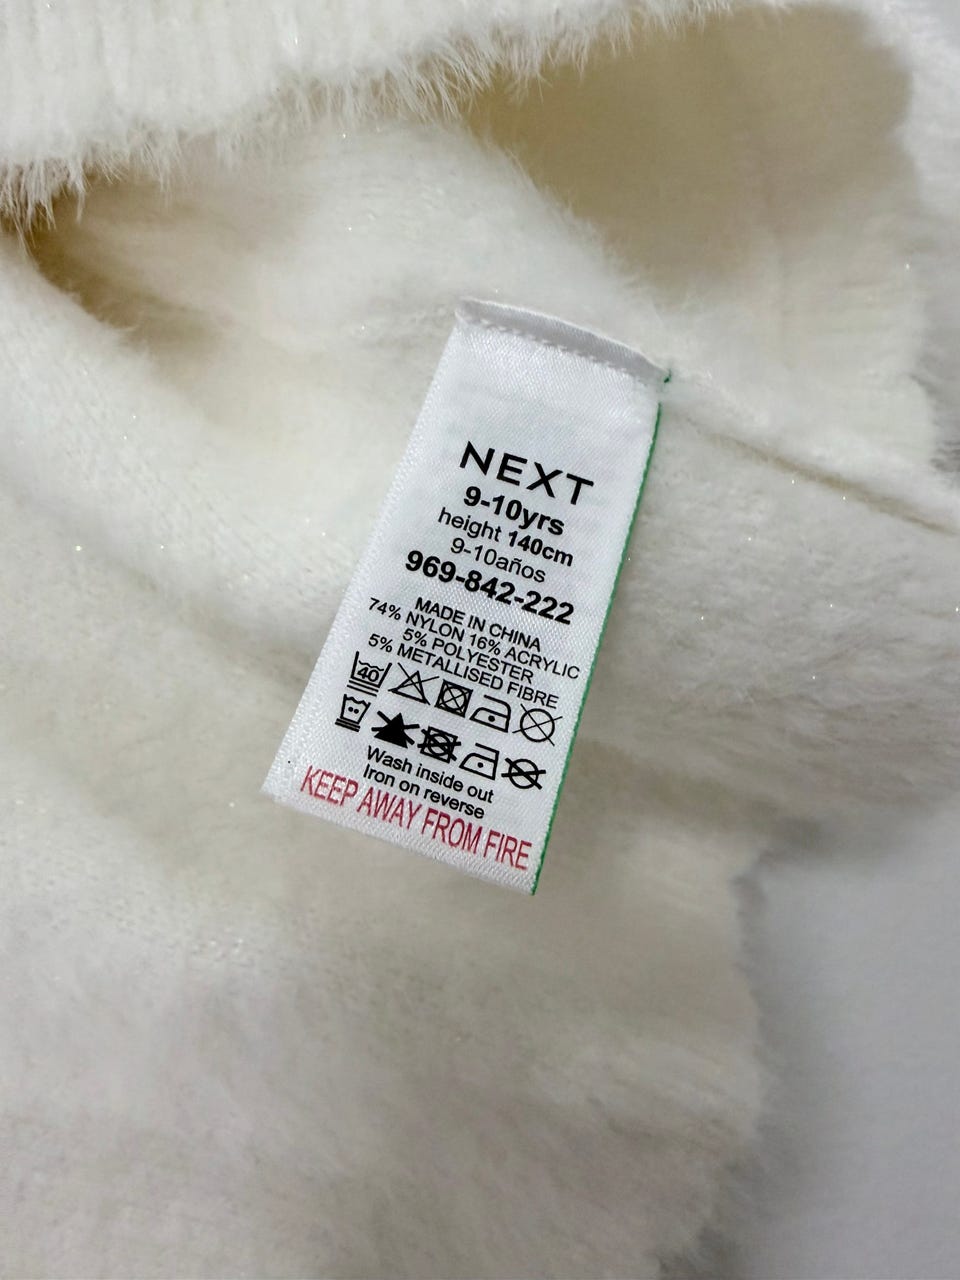 NEXT
9-10yrs
height 140cm
9-10años
969-842-222
MADE IN CHINA
74% NYLON 16% ACRYLIC
5% POLYESTER
5% METALLISED FIBRE
40
Wash inside out
Iron on reverse
KEEP AWAY FROM FIRE